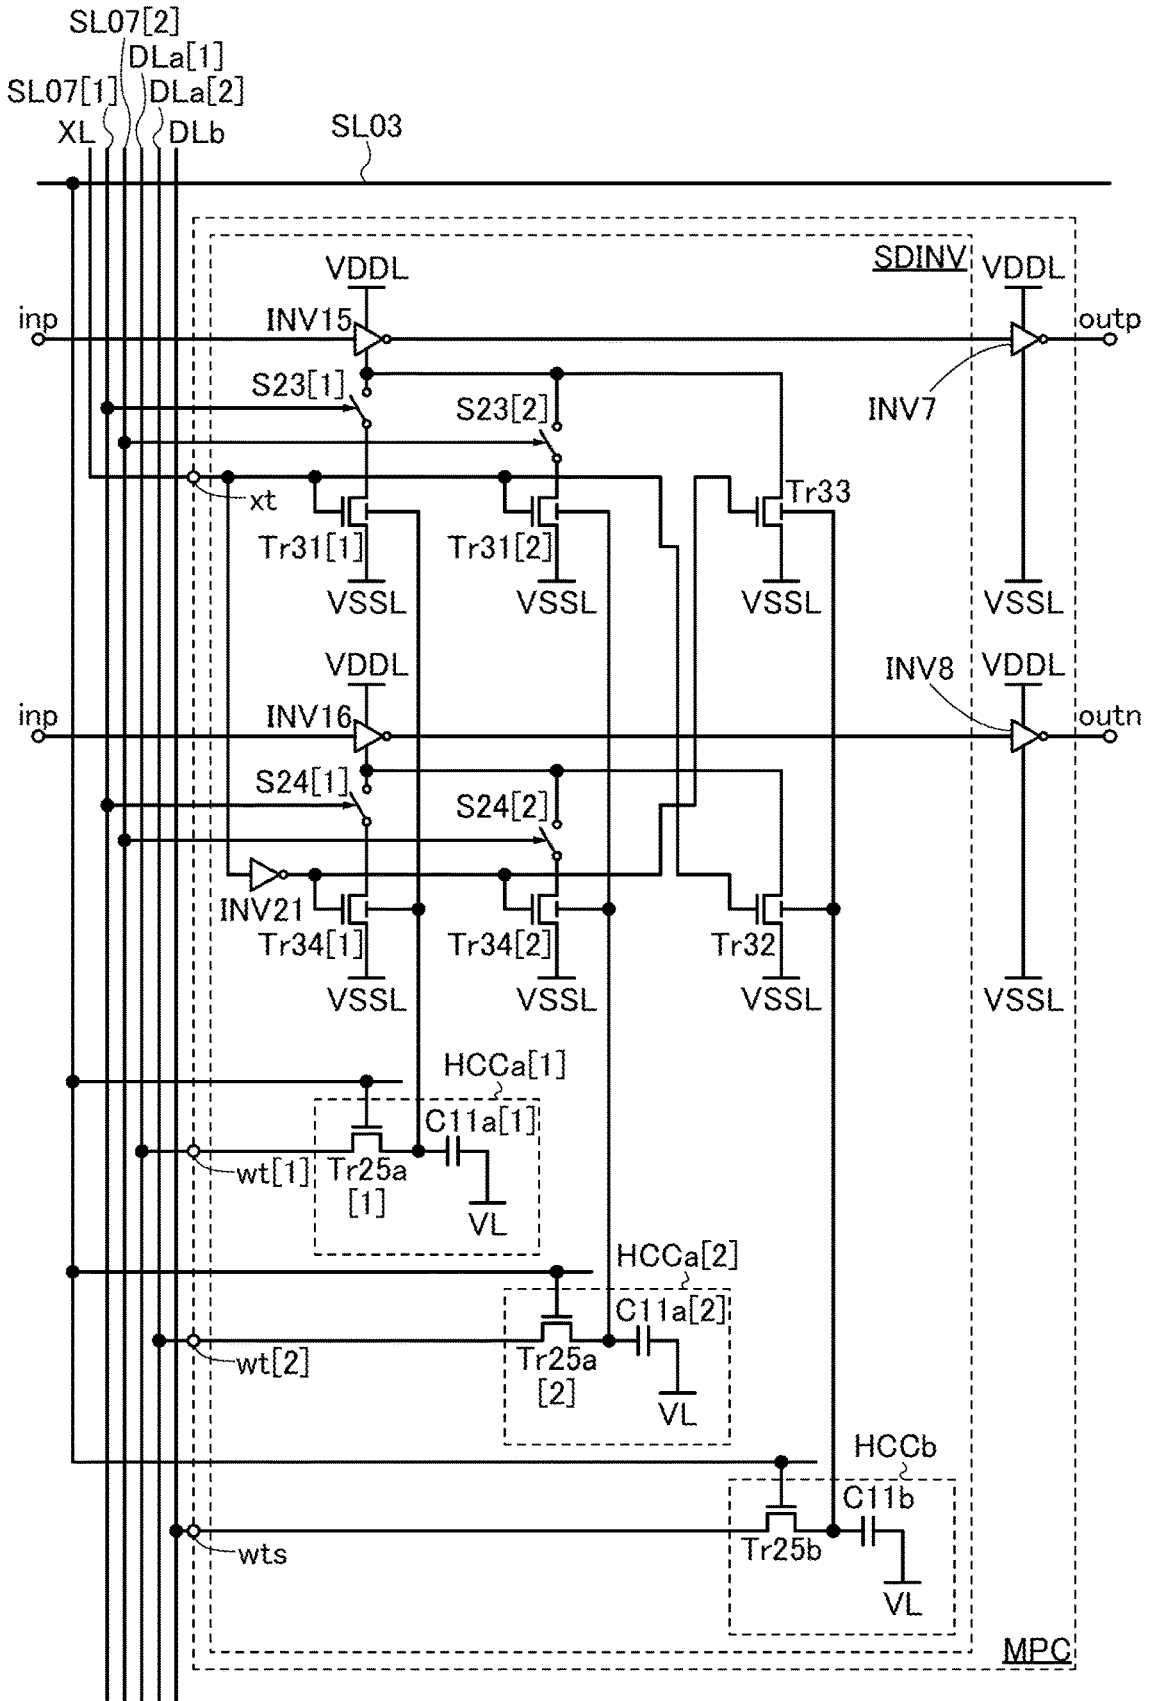 SL07[2]
DLa[1]
SL07[1] DLa[2]
XL DLb SL03
SDINV
VDDL VDDL
inp INV15 outp
S23[1] S23[2] INV7
xt Tr33
Tr31[1] Tr31[2]
VSSL VSSL VSSL VSSL
VDDL INV8 VDDL
inp INV16 outn
S24[1] S24[2]
INV21
Tr34[1] Tr34[2] Tr32
VSSL VSSL VSSL VSSL
HCCa[1]
C11a[1]
wt[1] Tr25a
[1]
VL
HCCa[2]
C11a[2]
wt[2] Tr25a
[2]
VL
HCCb
C11b
wts Tr25b
VL
MPC